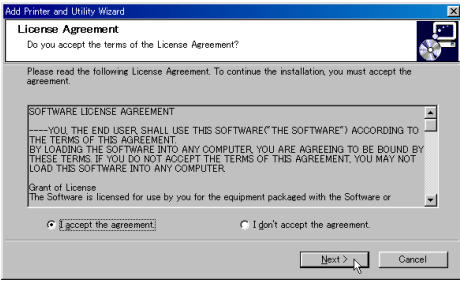 Add Printer and Utility Wizard
License Agreement
Do you accept the terms of the License Agreement?
Please read the following License Agreement. To continue the installation, you must accept the
agreement.
SOFTWARE LICENSE AGREEMENT
----YOU, THE END USER, SHALL USE THIS SOFTWARE("THE SOFTWARE") ACCORDING TO
THE TERMS OF THIS AGREEMENT.
BY LOADING THE SOFTWARE INTO ANY COMPUTER, YOU ARE AGREEING TO BE BOUND BY
THESE TERMS. IF YOU DO NOT ACCEPT THE TERMS OF THIS AGREEMENT, YOU MAY NOT
LOAD THIS SOFTWARE INTO ANY COMPUTER.
Grant of License
The Software is licensed for use by you for the equipment packaged with the Software or
I accept the agreement. I don't accept the agreement.
Next > Cancel